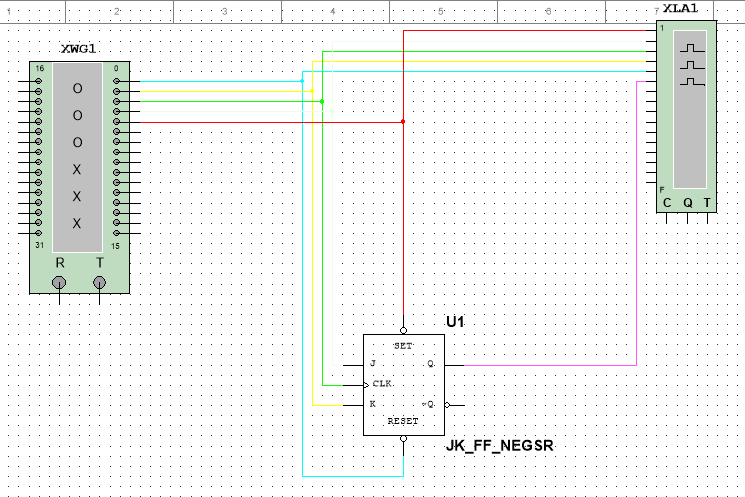 1 2 3 4 5 6 7
XWG1
XLA1
16 0
O
O
O
X
X
X
31 15
R T
1
F
C Q T
U1
SET
J Q
CLK
K ~Q
RESET
JK_FF_NEGSR